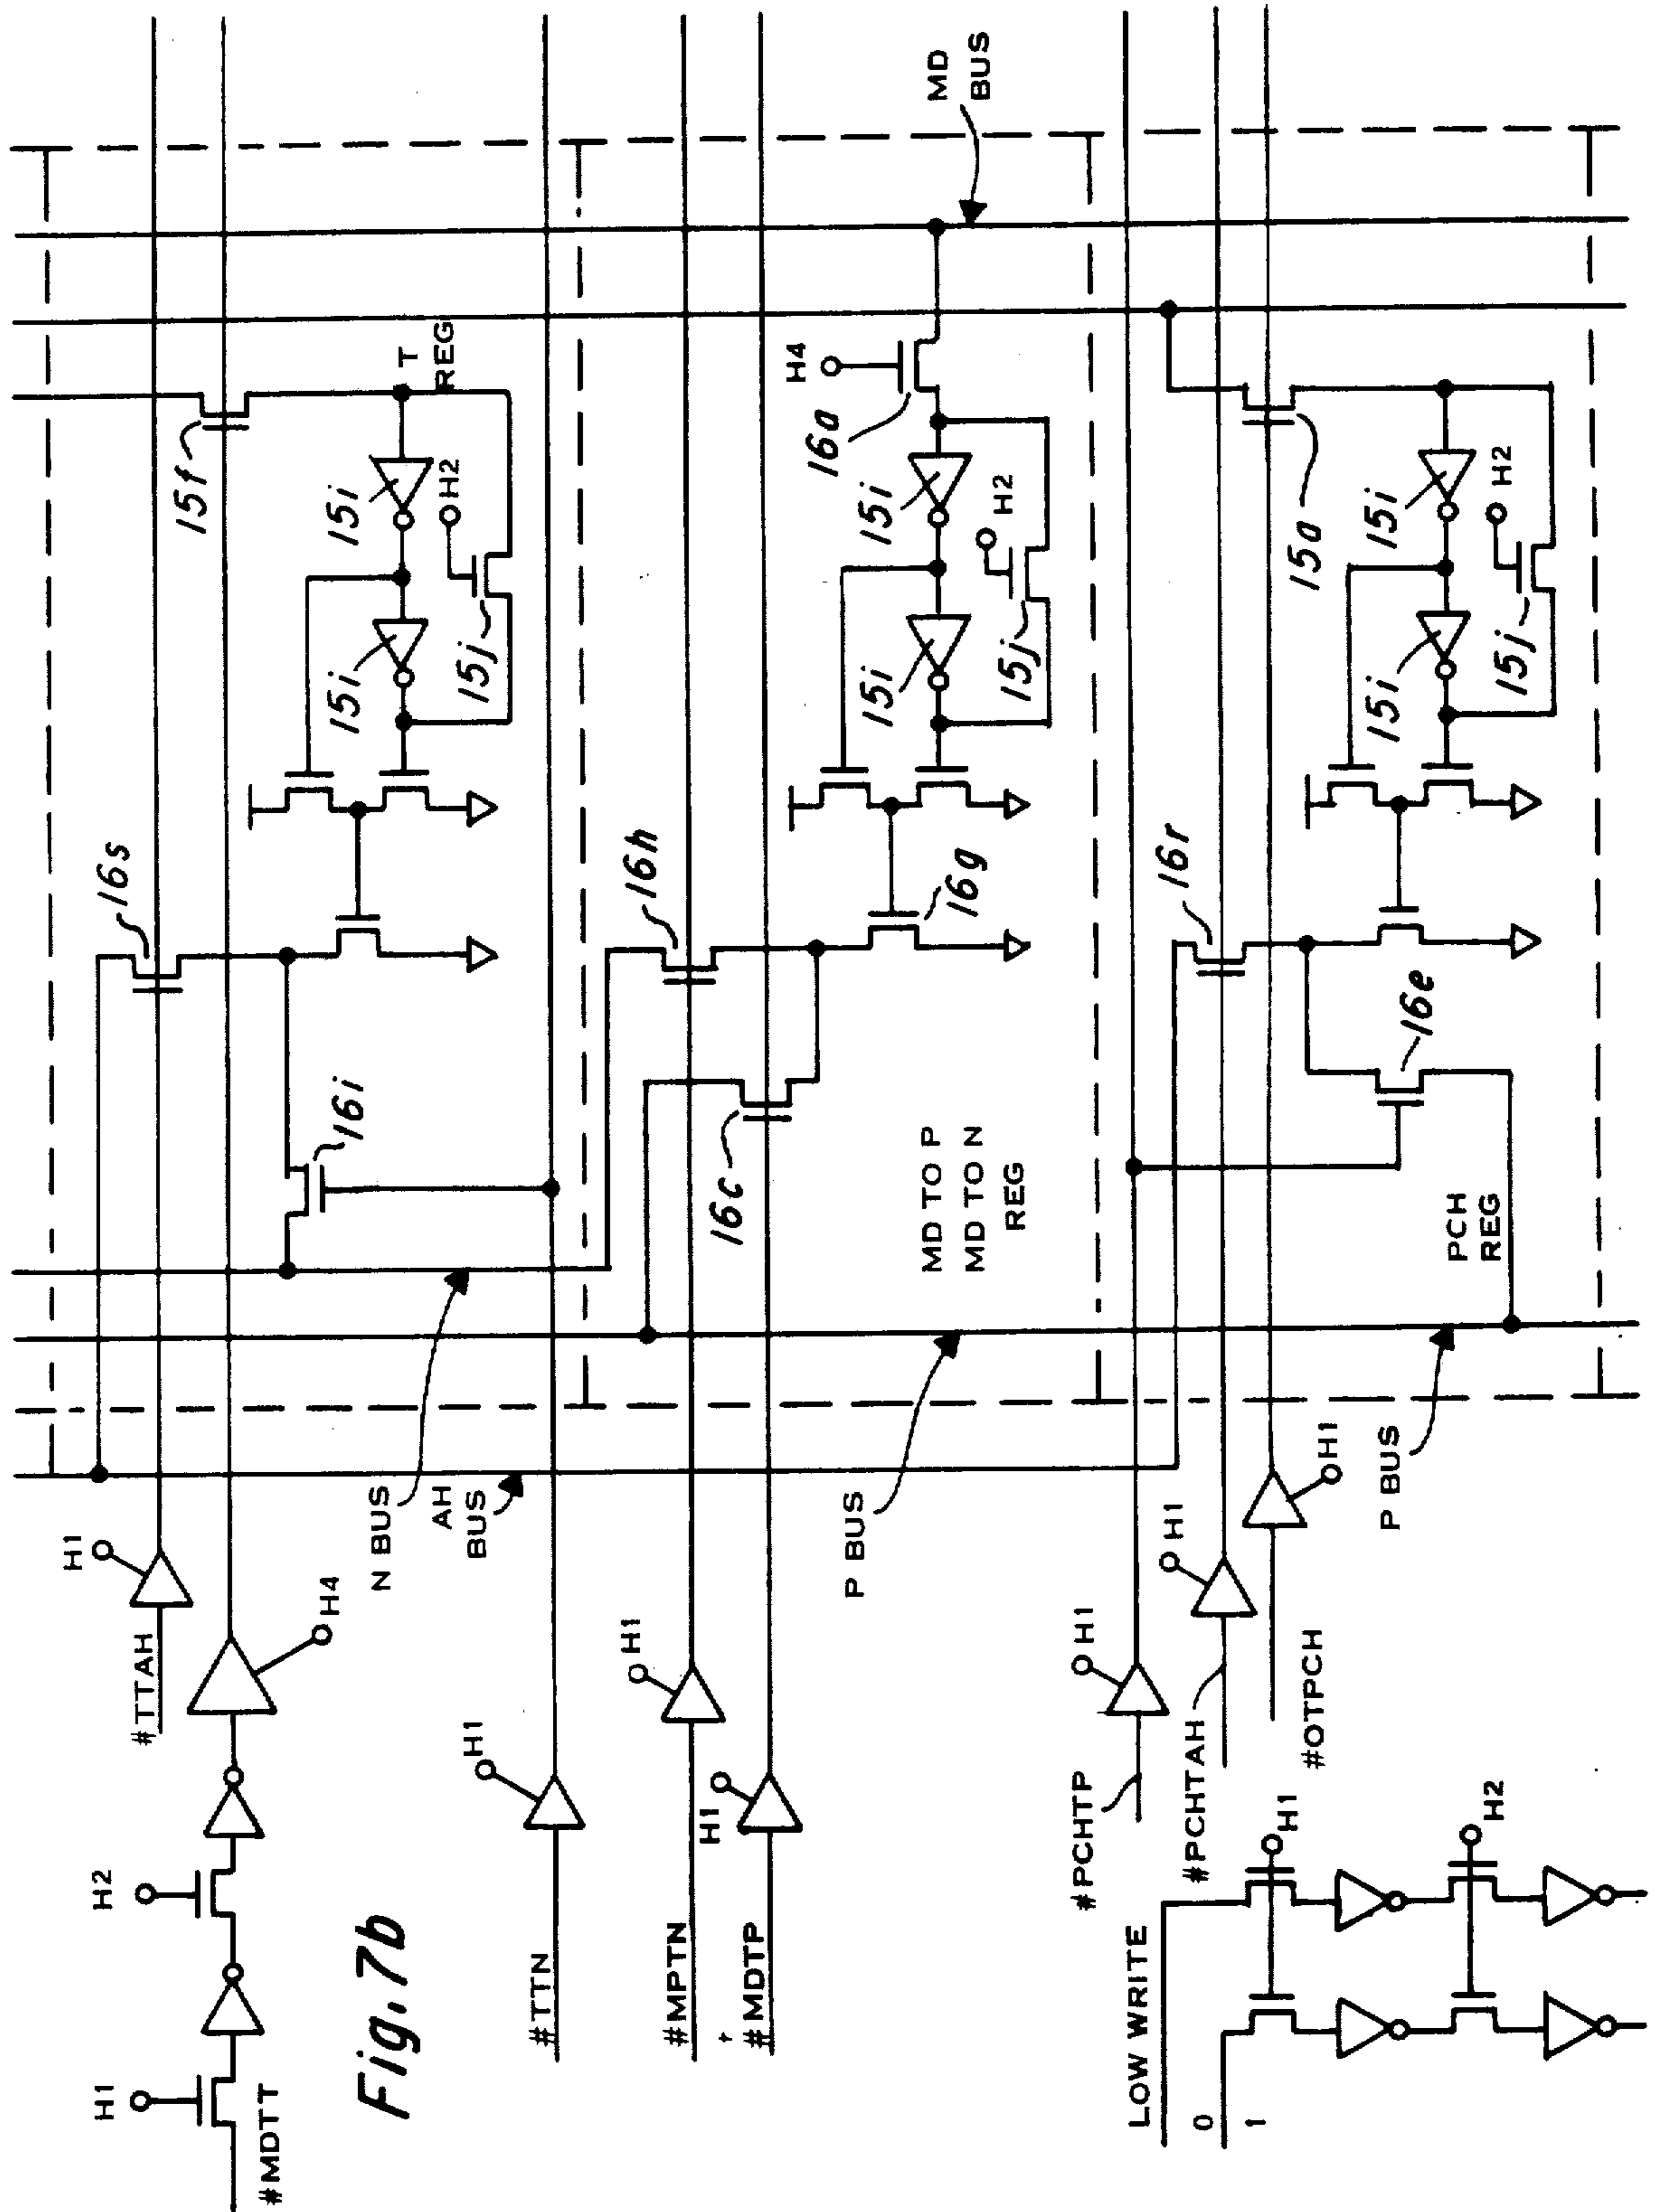 MD
BUS
T
REG
15f
15i
H2
15i
15j
16s
16i
H1
#TTAH
H4
H1
H2
#MDTT
Fig. 7b
N BUS
AH
BUS
H1
#TTN
H4
16a
15i
H2
15i
15j
16h
16g
16c
MD TO P
MD TO N
REG
P BUS
H1
#MPTN
H1
#MDTP
15a
15i
H2
15i
15j
16r
16e
PCH
REG
P BUS
H1
#PCHTP
H1
#PCHTAH
H1
#OTPCH
LOW WRITE
0
1
H1
H2